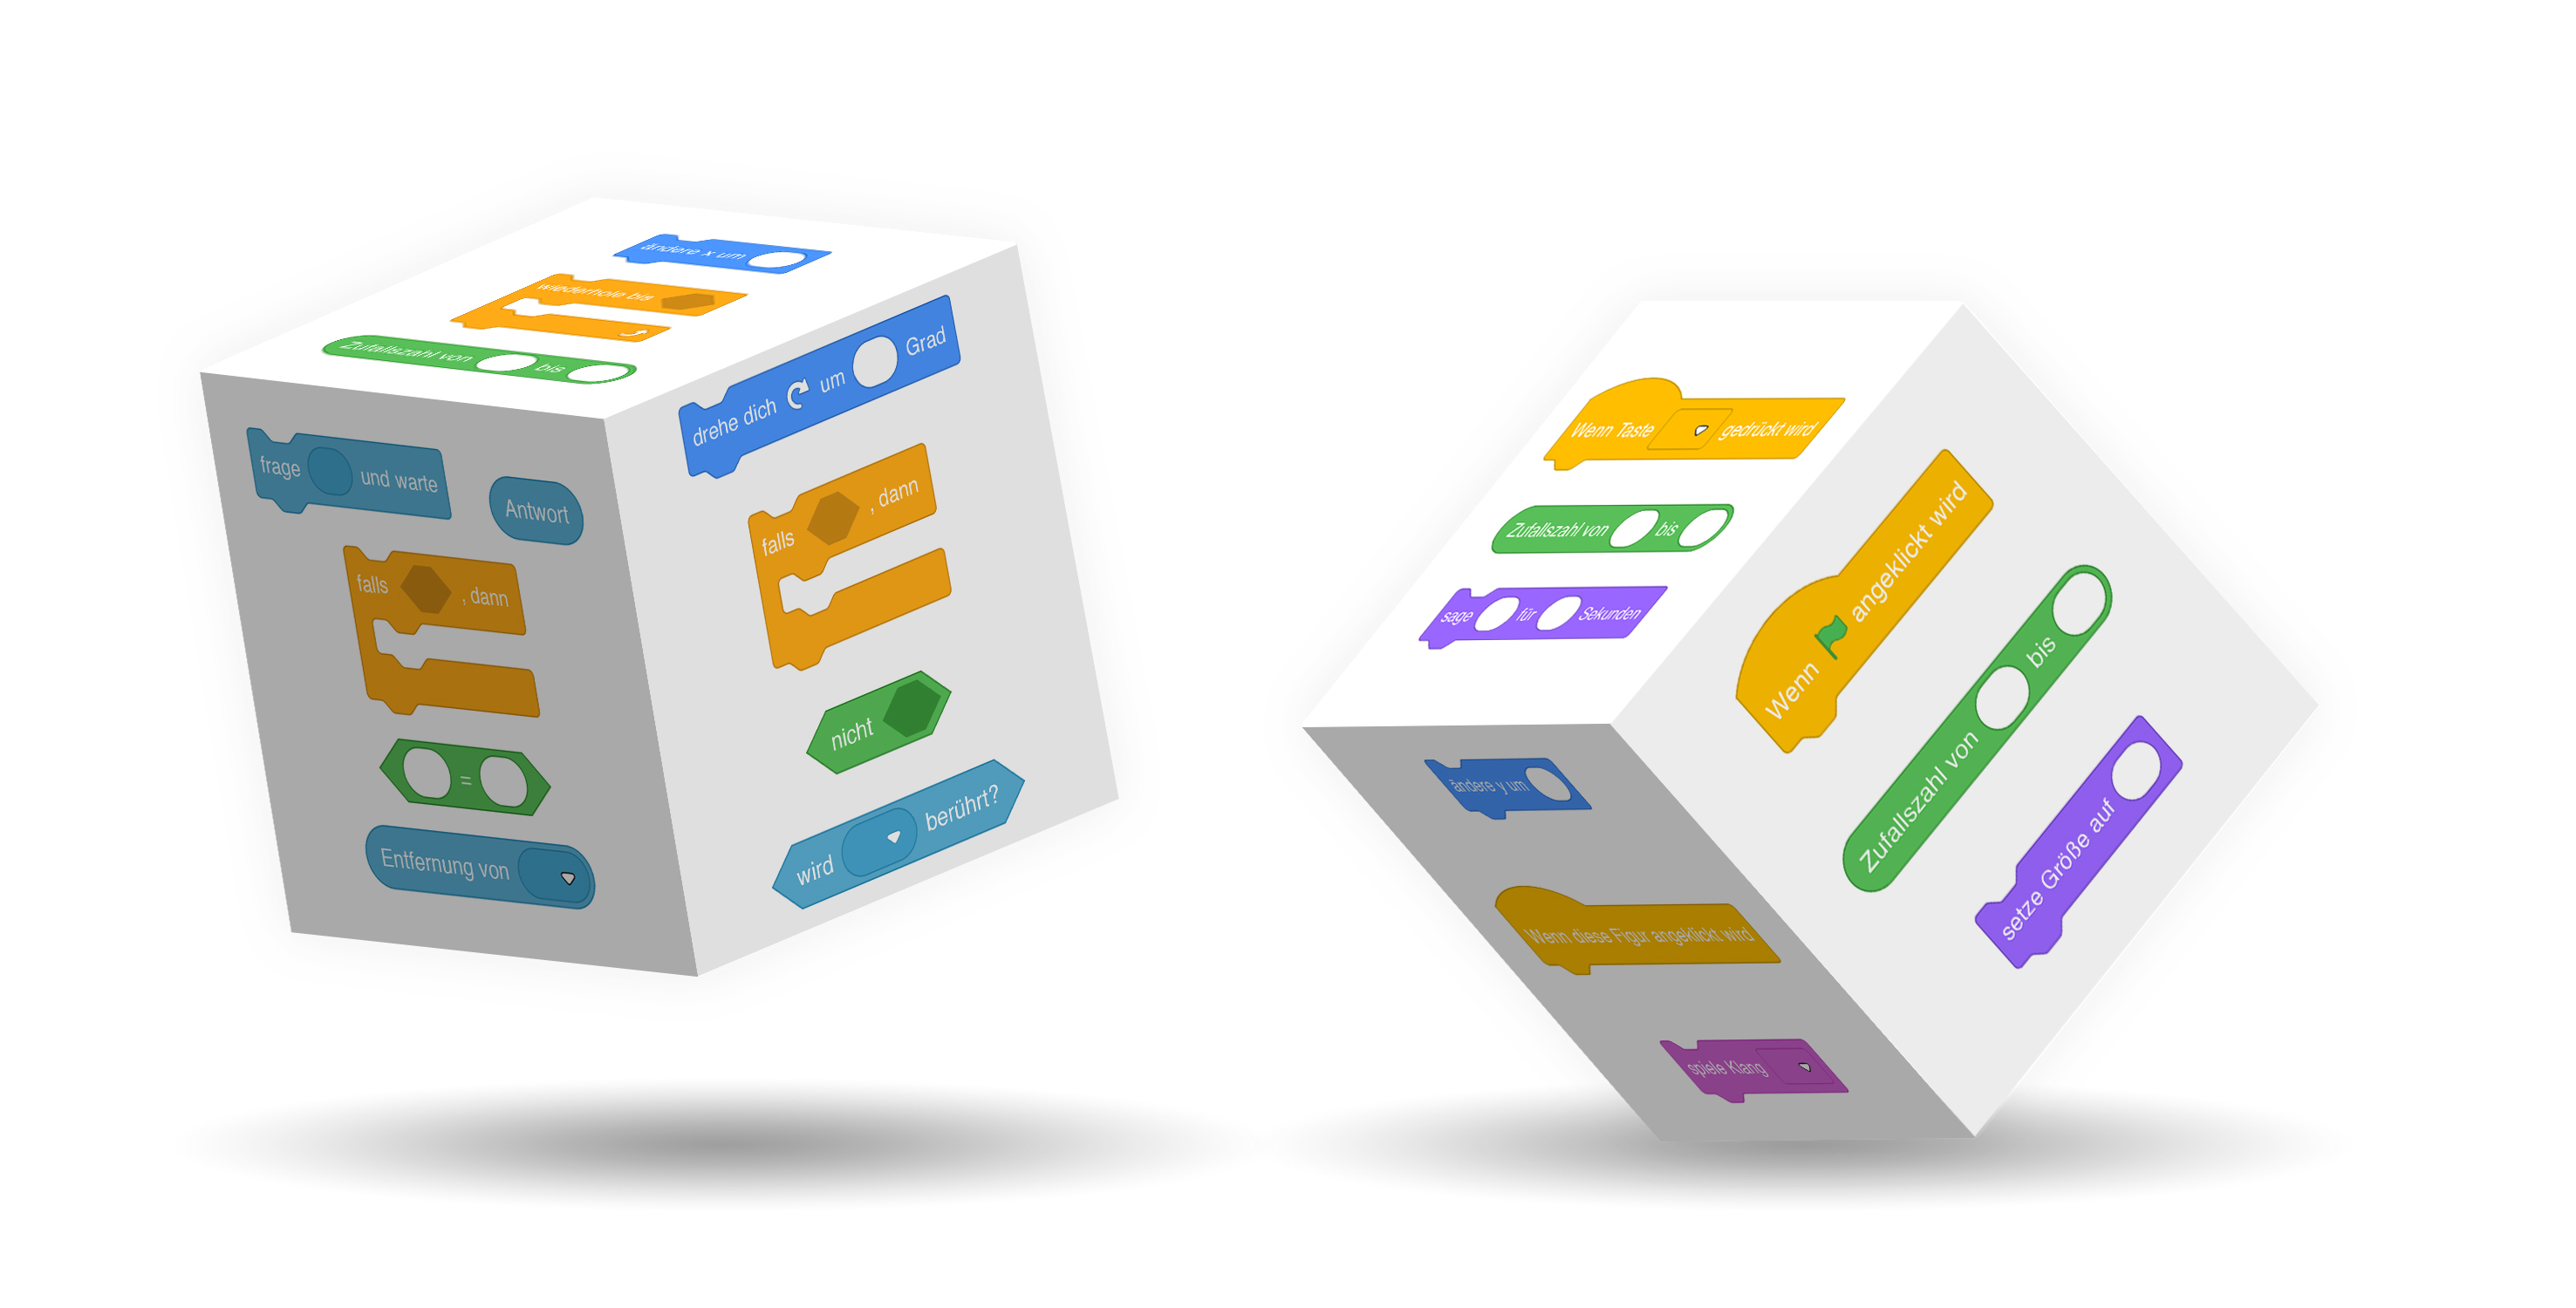 ändere x um
wiederhole bis
Zufallszahl von bis
frage und warte
Antwort
falls , dann
=
Entfernung von
drehe dich um Grad
falls , dann
nicht
wird berührt?
Wenn Taste gedrückt wird
Zufallszahl von bis
sage für Sekunden
ändere y um
Wenn diese Figur angeklickt wird
spiele Klang
Wenn angeklickt wird
Zufallszahl von bis
setze Größe auf